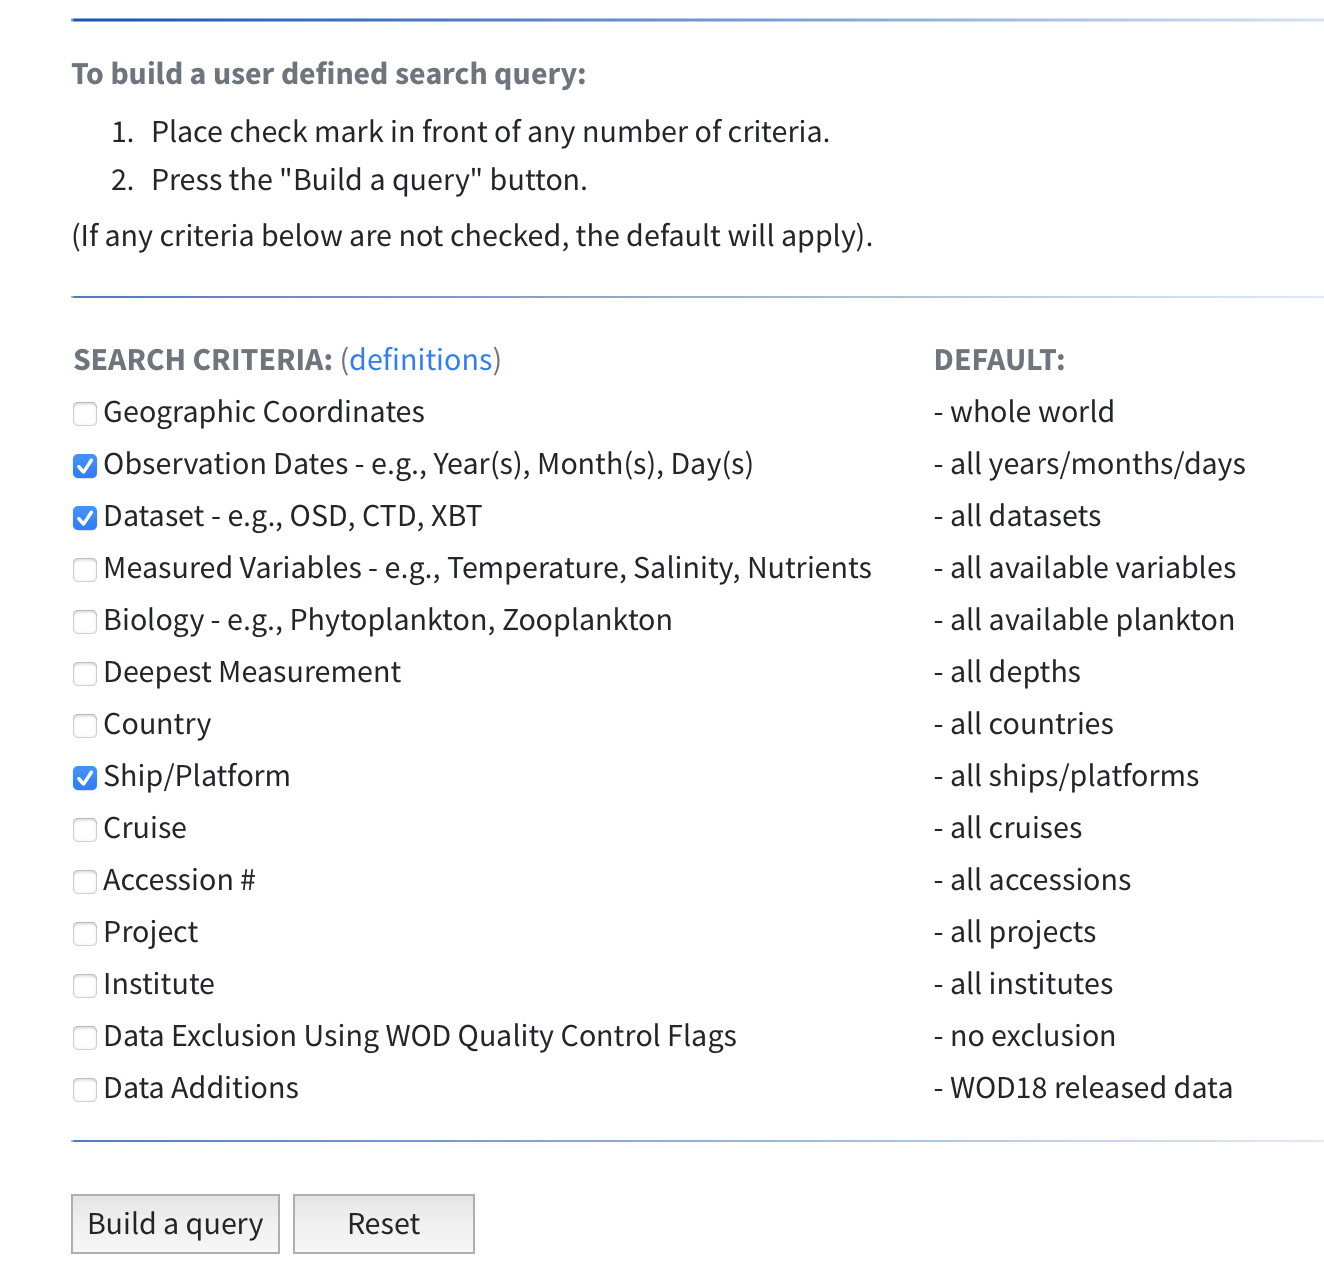 To build a user defined search query:
1. Place check mark in front of any number of criteria.
2. Press the "Build a query" button.
(If any criteria below are not checked, the default will apply).
SEARCH CRITERIA: (definitions) DEFAULT:
Geographic Coordinates - whole world
Observation Dates - e.g., Year(s), Month(s), Day(s) - all years/months/days
Dataset - e.g., OSD, CTD, XBT - all datasets
Measured Variables - e.g., Temperature, Salinity, Nutrients - all available variables
Biology - e.g., Phytoplankton, Zooplankton - all available plankton
Deepest Measurement - all depths
Country - all countries
Ship/Platform - all ships/platforms
Cruise - all cruises
Accession # - all accessions
Project - all projects
Institute - all institutes
Data Exclusion Using WOD Quality Control Flags - no exclusion
Data Additions - WOD18 released data
Build a query Reset